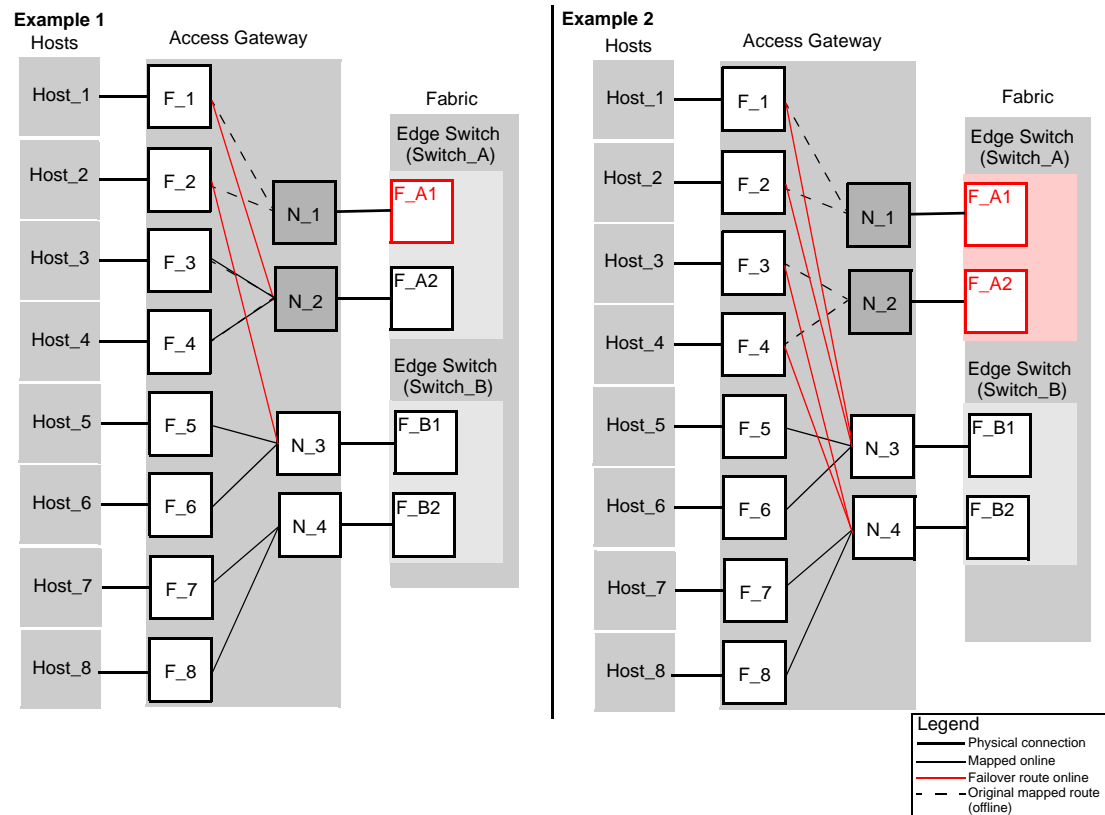 Example 1
Hosts
Access Gateway
Fabric
Host_1
Host_2
Host_3
Host_4
Host_5
Host_6
Host_7
Host_8
F_1
F_2
F_3
F_4
F_5
F_6
F_7
F_8
N_1
N_2
N_3
N_4
Edge Switch
(Switch_A)
F_A1
F_A2
Edge Switch
(Switch_B)
F_B1
F_B2
Example 2
Hosts
Access Gateway
Fabric
Host_1
Host_2
Host_3
Host_4
Host_5
Host_6
Host_7
Host_8
F_1
F_2
F_3
F_4
F_5
F_6
F_7
F_8
N_1
N_2
N_3
N_4
Edge Switch
(Switch_A)
F_A1
F_A2
Edge Switch
(Switch_B)
F_B1
F_B2
Legend
Physical connection
Mapped online
Failover route online
Original mapped route
(offline)